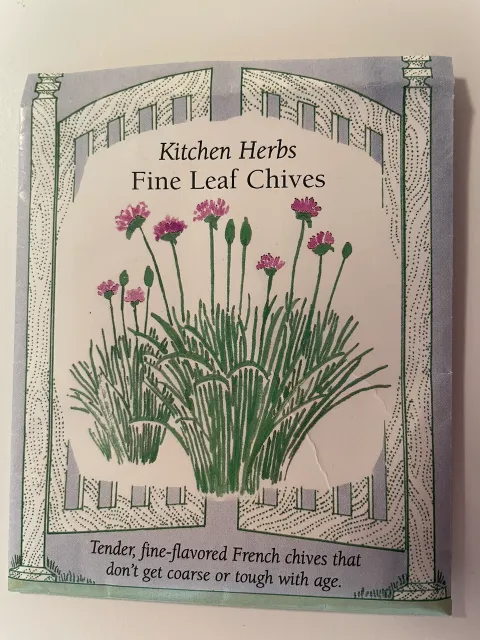 Kitchen Herbs
Fine Leaf Chives
Tender, fine-flavored French chives that
don't get coarse or tough with age.